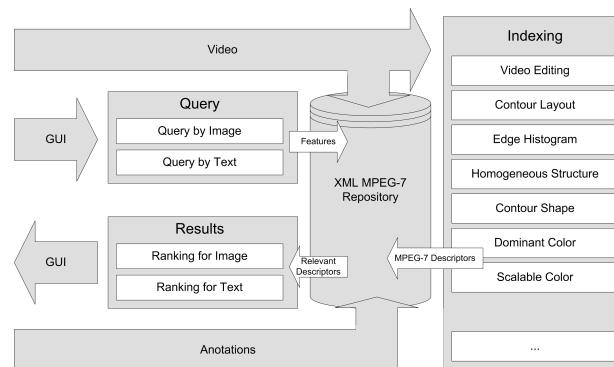 Video
Indexing
Video Editing
Contour Layout
Edge Histogram
Homogeneous Structure
Contour Shape
Dominant Color
Scalable Color
...
GUI
Query
Query by Image
Query by Text
Features
XML MPEG-7
Repository
GUI
Results
Ranking for Image
Ranking for Text
Relevant
Descriptors
MPEG-7 Descriptors
Anotations